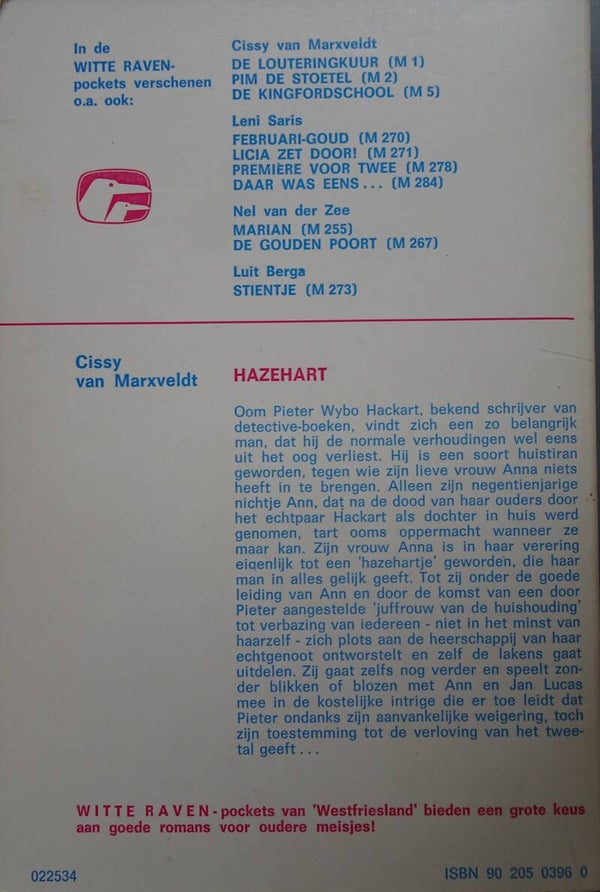 In de
WITTE RAVEN-
pockets verschenen
o.a. ook:
Cissy van Marxveldt
DE LOUTERINGKUUR (M 1)
PIM DE STOETEL (M 2)
DE KINGFORDSCHOOL (M 5)
Leni Saris
FEBRUARI-GOUD (M 270)
LICIA ZET DOOR! (M 271)
PREMIÈRE VOOR TWEE (M 278)
DAAR WAS EENS... (M 284)
Nel van der Zee
MARIAN (M 255)
DE GOUDEN POORT (M 267)
Luit Berga
STIENTJE (M 273)
Cissy
van Marxveldt
HAZEHART
Oom Pieter Wybo Hackart, bekend schrijver van
detective-boeken, vindt zich een zo belangrijk
man, dat hij de normale verhoudingen wel eens
uit het oog verliest. Hij is een soort huistiran
geworden, tegen wie zijn lieve vrouw Anna niets
heeft in te brengen. Alleen zijn negentienjarige
nichtje Ann, dat na de dood van haar ouders door
het echtpaar Hackart als dochter in huis werd
genomen, tart ooms oppermacht wanneer ze
maar kan. Zijn vrouw Anna is in haar verering
eigenlijk tot een 'hazehartje' geworden, die haar
man in alles gelijk geeft. Tot zij onder de goede
leiding van Ann en door de komst van een door
Pieter aangestelde 'juffrouw van de huishouding'
tot verbazing van iedereen - niet in het minst van
haarzelf - zich plots aan de heerschappij van haar
echtgenoot ontworstelt en zelf de lakens gaat
uitdelen. Zij gaat zelfs nog verder en speelt zon-
der blikken of blozen met Ann en Jan Lucas
mee in de kostelijke intrige die er toe leidt dat
Pieter ondanks zijn aanvankelijke weigering, toch
zijn toestemming tot de verloving van het twee-
tal geeft...
WITTE RAVEN-pockets van 'Westfriesland' bieden een grote keus
aan goede romans voor oudere meisjes!
022534
ISBN 90 205 0396 0